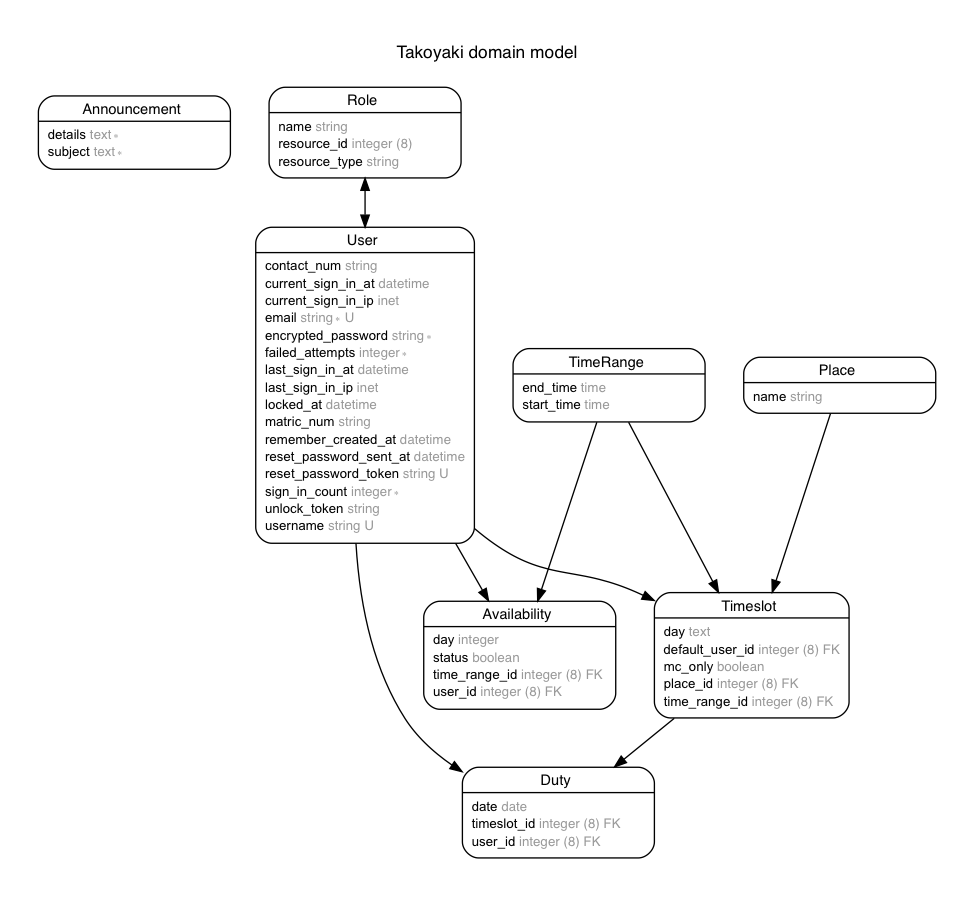 Takoyaki domain model
Announcement
details text *
subject text *
Role
name string
resource_id integer (8)
resource_type string
User
contact_num string
current_sign_in_at datetime
current_sign_in_ip inet
email string * U
encrypted_password string *
failed_attempts integer *
last_sign_in_at datetime
last_sign_in_ip inet
locked_at datetime
matric_num string
remember_created_at datetime
reset_password_sent_at datetime
reset_password_token string U
sign_in_count integer *
unlock_token string
username string U
TimeRange
end_time time
start_time time
Place
name string
Availability
day integer
status boolean
time_range_id integer (8) FK
user_id integer (8) FK
Timeslot
day text
default_user_id integer (8) FK
mc_only boolean
place_id integer (8) FK
time_range_id integer (8) FK
Duty
date date
timeslot_id integer (8) FK
user_id integer (8) FK